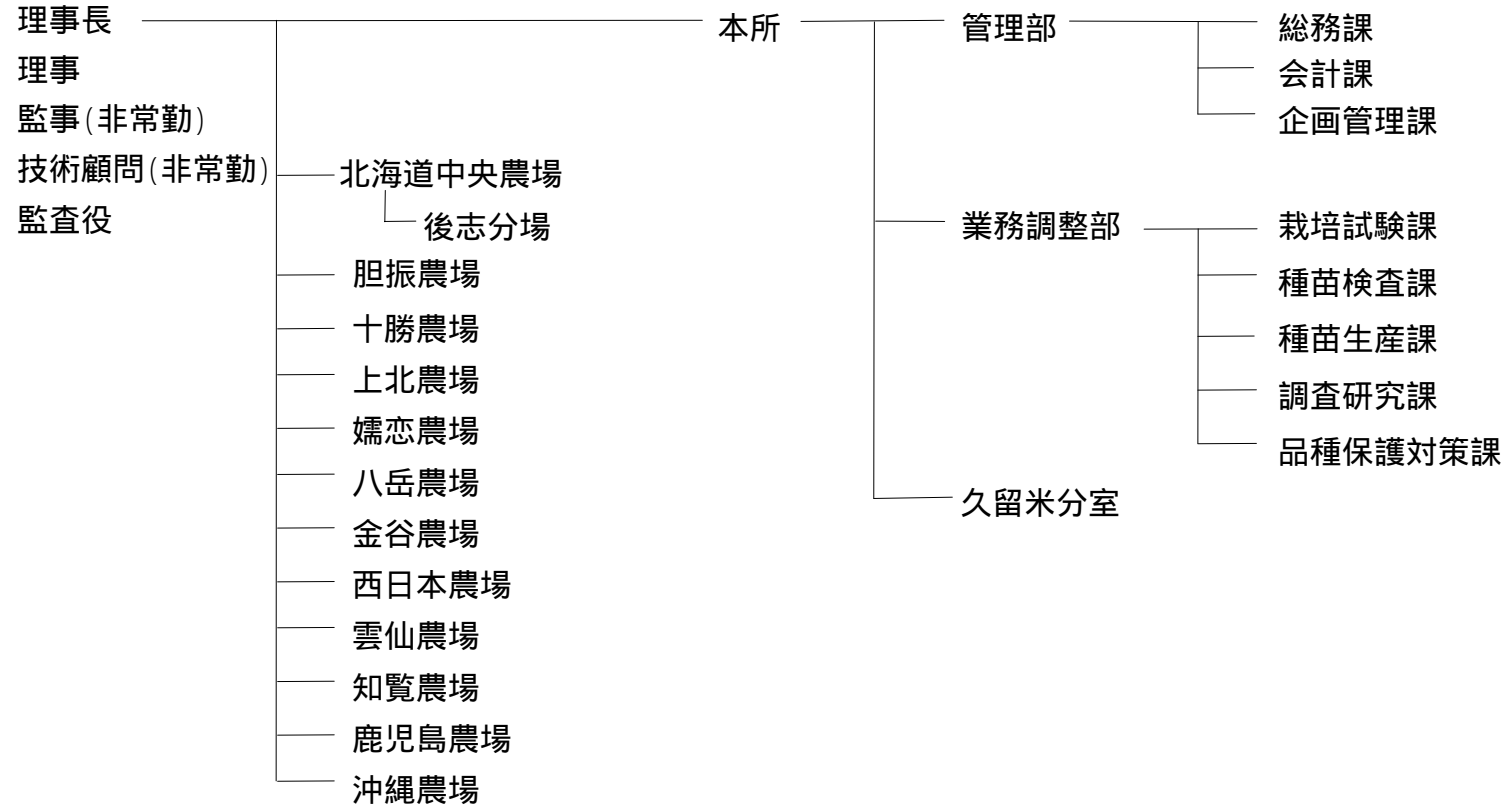 理事長
理事
監事(非常勤)
技術顧問(非常勤)
監査役
北海道中央農場
後志分場
胆振農場
十勝農場
上北農場
嬬恋農場
八岳農場
金谷農場
西日本農場
雲仙農場
知覧農場
鹿児島農場
沖縄農場
本所
管理部
総務課
会計課
企画管理課
業務調整部
栽培試験課
種苗検査課
種苗生産課
調査研究課
品種保護対策課
久留米分室